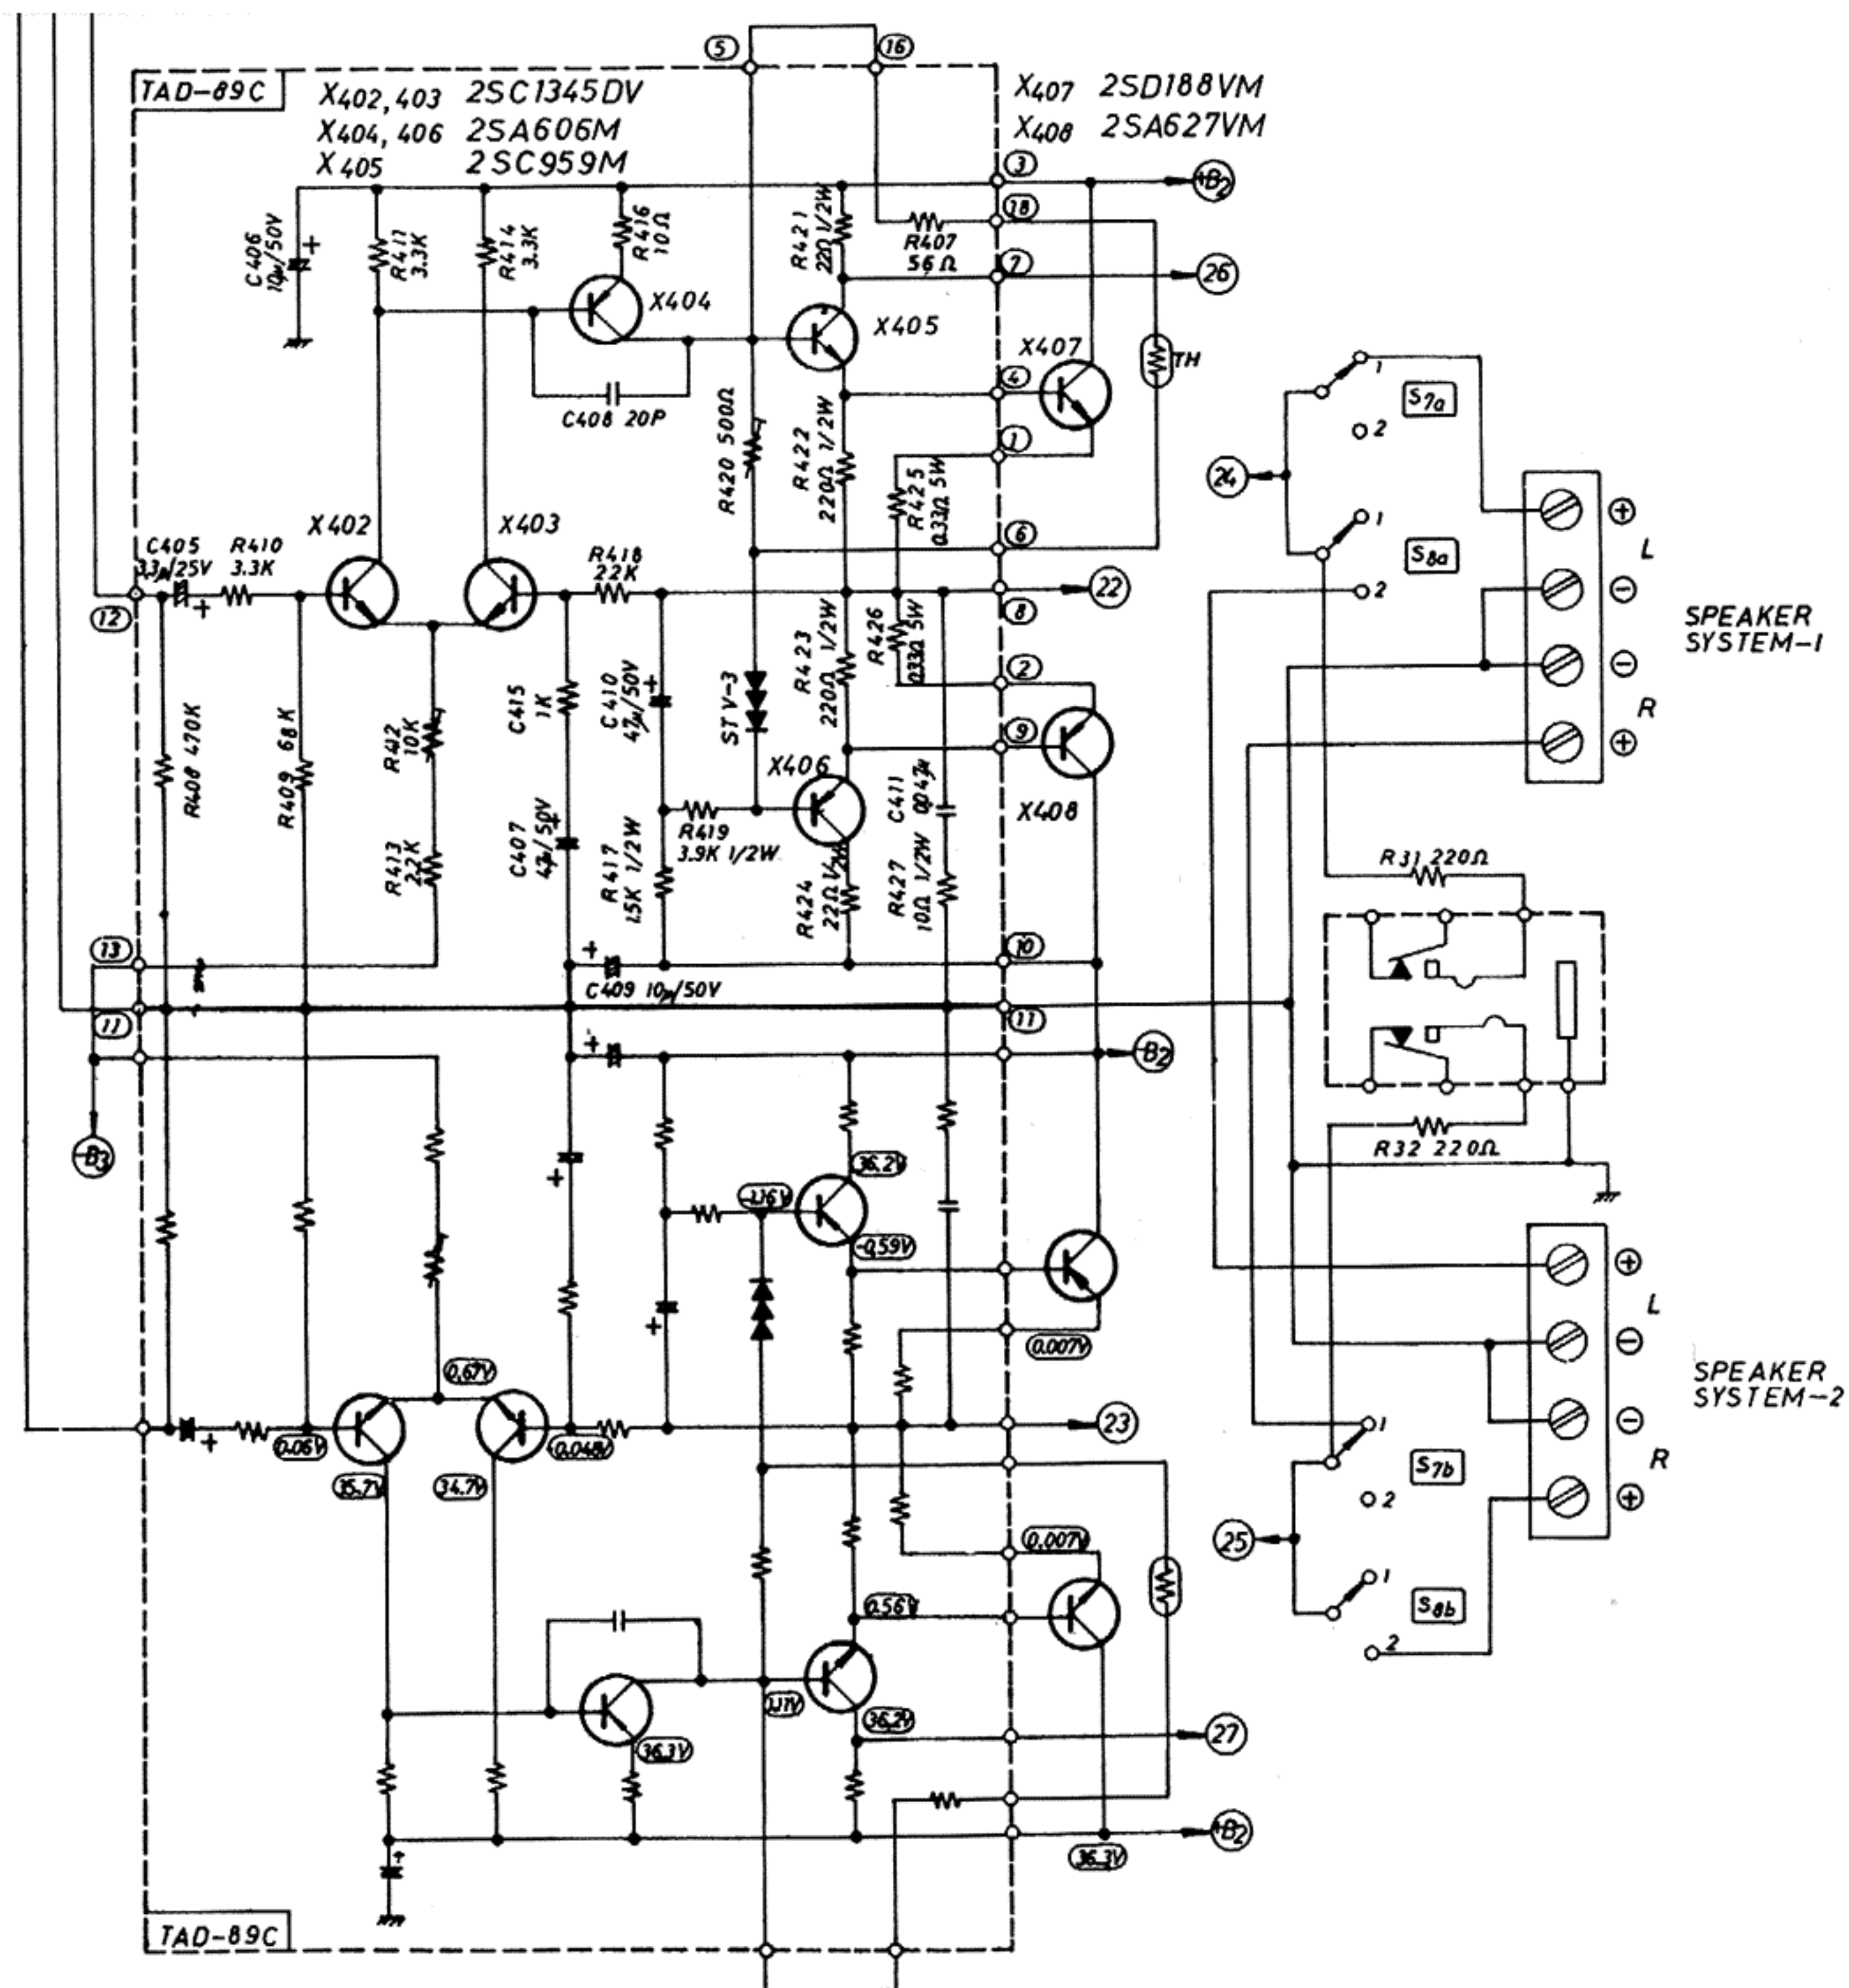 5
16
TAD-89C
X402,403 2SC1345DV
X404,406 2SA606M
X405 2SC959M
X407 2SD188VM
X408 2SA627VM
3
+B2
18
C406
10µ/50V
+
R411
3.3K
R414
3.3K
R416
10Ω
R421
22Ω 1/2W
R407
56Ω
7
26
X404
X405
X407
TH
4
C408 20P
R420 500Ω
R422
220Ω 1/2W
1
R425
0.33Ω 5W
6
1
S7a
2
24
1
S8a
2
+
L
-
-
R
+
SPEAKER
SYSTEM-1
X402
X403
C405
3.3µ/25V
+
R410
3.3K
R418
22K
22
12
8
R426
0.33Ω 5W
R423
220Ω 1/2W
2
9
R408 470K
R409 68K
R412
10K
C415
1K
C410
47µ/50V
+
STV-3
X406
C411
0.047µ
X408
R413
C407
47µ/50V
+
R417
1.5K 1/2W
R419
3.9K 1/2W
R424
22Ω 1/2W
R427
10Ω 1/2W
R31 220Ω
13
+
10
C409 10µ/50V
11
11
+
-B2
-B3
R32 220Ω
36.2V
-1.16V
+
-0.59V
+
0.007V
+
L
-
-
R
+
SPEAKER
SYSTEM-2
0.67V
+
0.06V
0.048V
23
35.7V
34.7V
1
S7b
2
25
1
S8b
2
0.007V
0.56V
1.17V
36.2V
27
36.3V
+B2
+
36.3V
TAD-89C